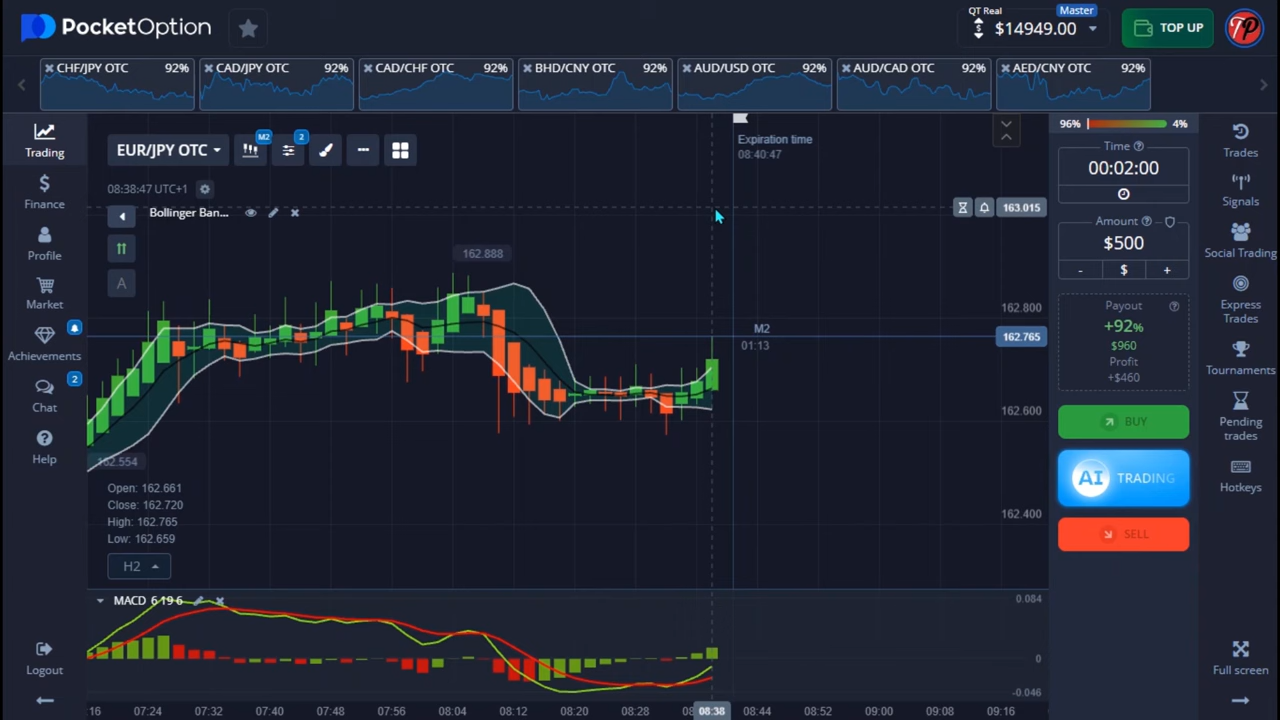 PocketOption
QT Real
Master
$14949.00
TOP UP
CHF/JPY OTC 92%
CAD/JPY OTC 92%
CAD/CHF OTC 92%
BHD/CNY OTC 92%
AUD/USD OTC 92%
AUD/CAD OTC 92%
AED/CNY OTC 92%
Trading
Finance
Profile
Market
Achievements
2
Chat
Help
Logout
EUR/JPY OTC
M2
2
08:38:47 UTC+1
Bollinger Ban...
A
Expiration time
08:40:47
162.888
163.015
162.800
M2
01:13
162.765
162.600
162.554
162.400
Open: 162.661
Close: 162.720
High: 162.765
Low: 162.659
H2
MACD 6 19 6
0.084
0
-0.046
:16 07:24 07:32 07:40 07:48 07:56 08:04 08:12 08:20 08:28 08:38 08:44 08:52 09:00 09:08 09:16
96% 4%
Time
00:02:00
Amount
$500
- $ +
Payout
+92%
$960
Profit
+$460
BUY
AI TRADING
SELL
Trades
Signals
Social Trading
Express
Trades
Tournaments
Pending
trades
Hotkeys
Full screen